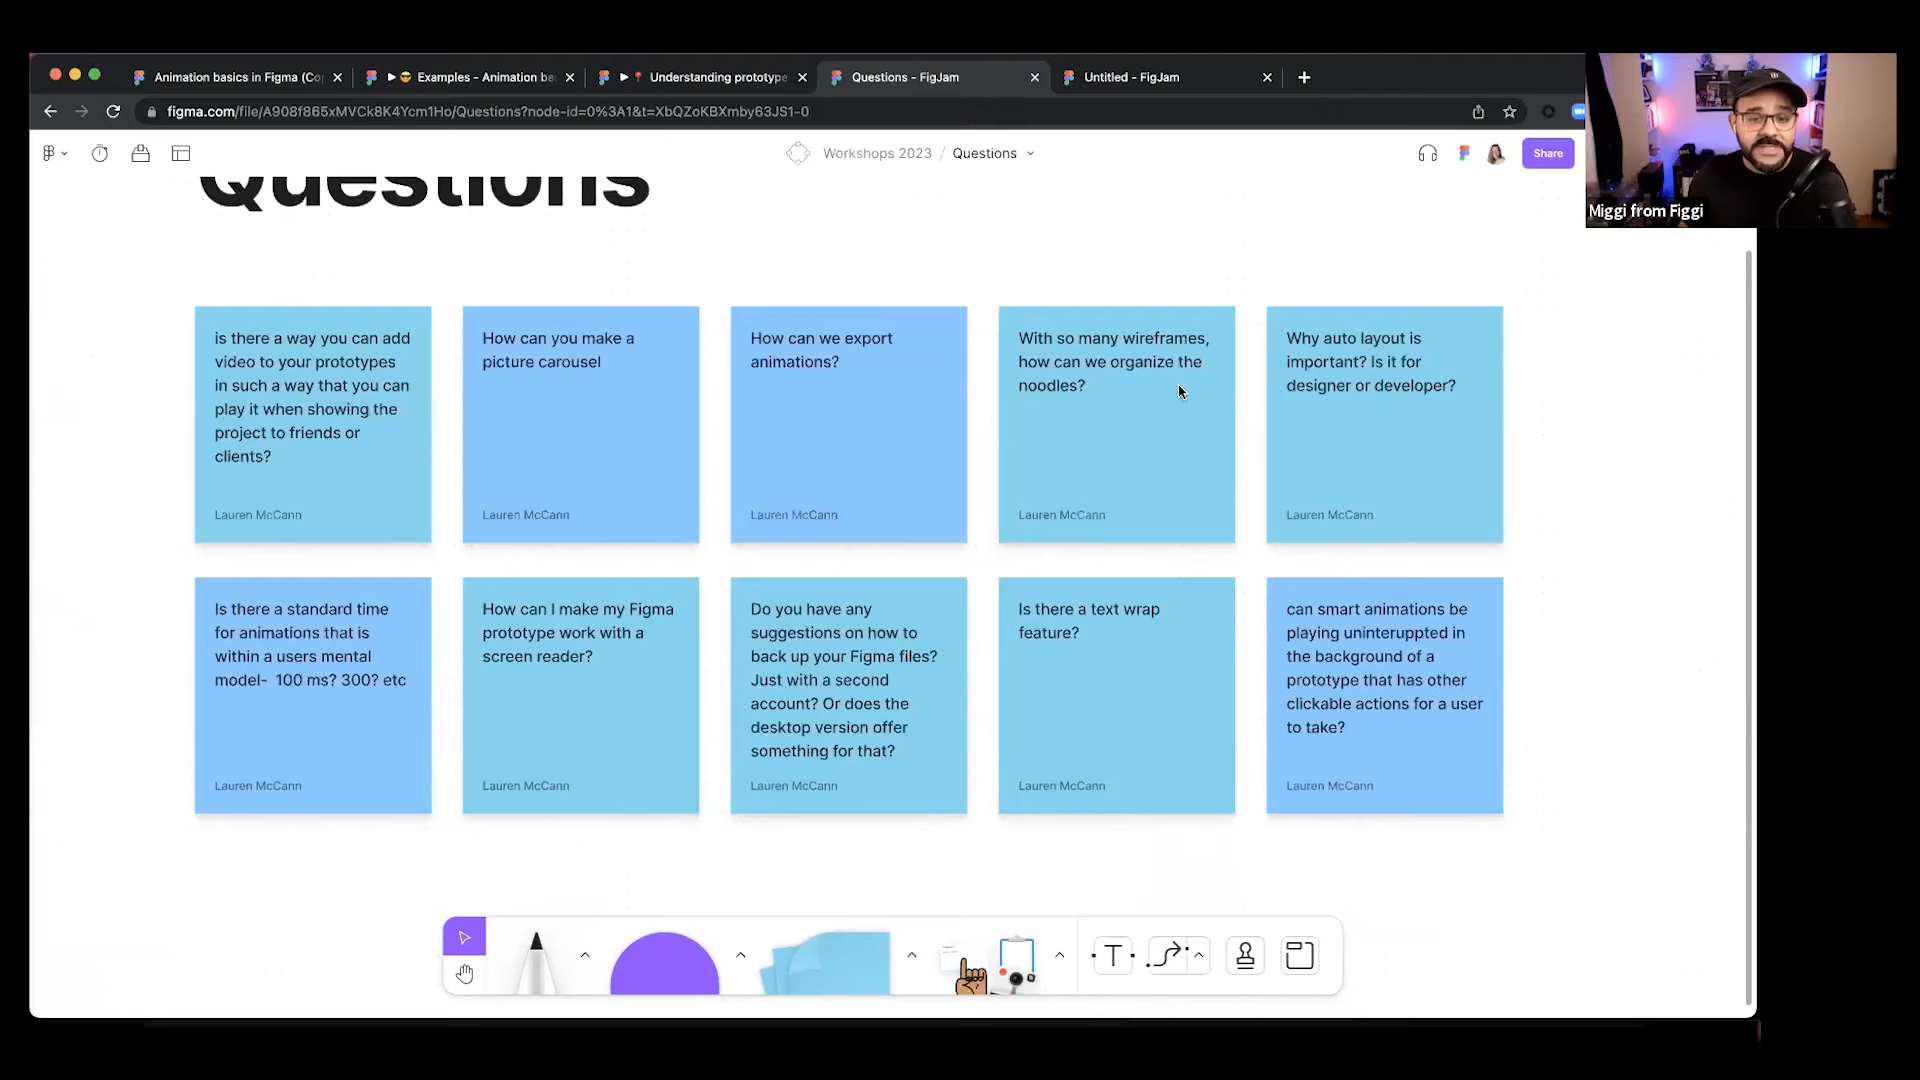 Animation basics in Figma (Co
Examples - Animation ba
Understanding prototype
Questions - FigJam
Untitled - FigJam
figma.com/file/A908f865xMVCk8K4Ycm1Ho/Questions?node-id=0%3A1&t=XbQZoKBXmby63JS1-0
Workshops 2023 / Questions
Share
Miggi from Figgi
Questions
is there a way you can add
video to your prototypes
in such a way that you can
play it when showing the
project to friends or
clients?
Lauren McCann
How can you make a
picture carousel
Lauren McCann
How can we export
animations?
Lauren McCann
With so many wireframes,
how can we organize the
noodles?
Lauren McCann
Why auto layout is
important? Is it for
designer or developer?
Lauren McCann
Is there a standard time
for animations that is
within a users mental
model-  100 ms? 300? etc
Lauren McCann
How can I make my Figma
prototype work with a
screen reader?
Lauren McCann
Do you have any
suggestions on how to
back up your Figma files?
Just with a second
account? Or does the
desktop version offer
something for that?
Lauren McCann
Is there a text wrap
feature?
Lauren McCann
can smart animations be
playing uninteruppted in
the background of a
prototype that has other
clickable actions for a user
to take?
Lauren McCann
T